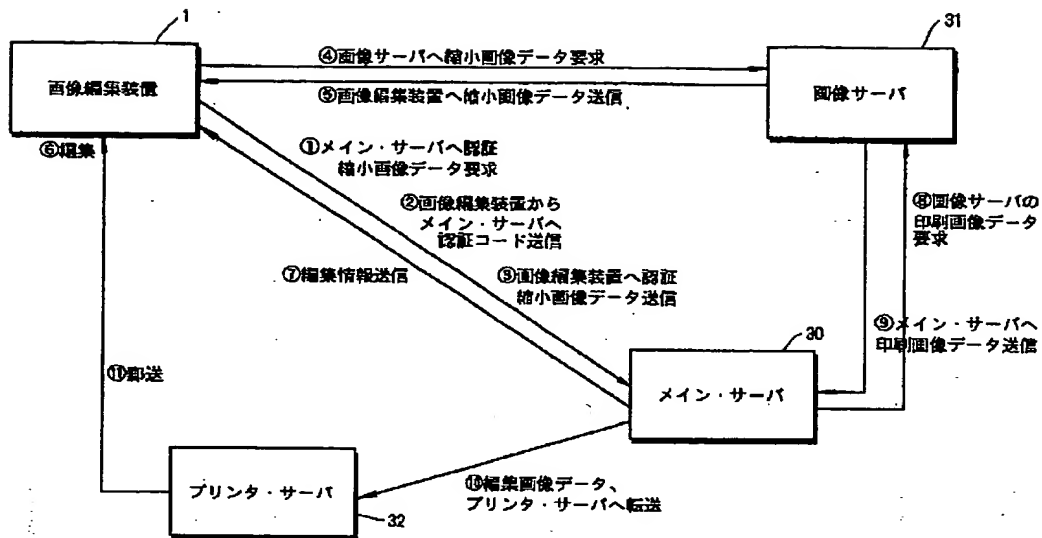 1
画像編集装置
31
画像サーバ
④画像サーバへ縮小画像データ要求
⑤画像編集装置へ縮小画像データ送信
⑥編集
①メイン・サーバへ認証
縮小画像データ要求
②画像編集装置から
メイン・サーバへ
認証コード送信
⑦編集情報送信
③画像編集装置へ認証
縮小画像データ送信
⑧画像サーバの
印刷画像データ
要求
⑨メイン・サーバへ
印刷画像データ送信
30
メイン・サーバ
⑪郵送
プリンタ・サーバ
32
⑩編集画像データ、
プリンタ・サーバへ転送